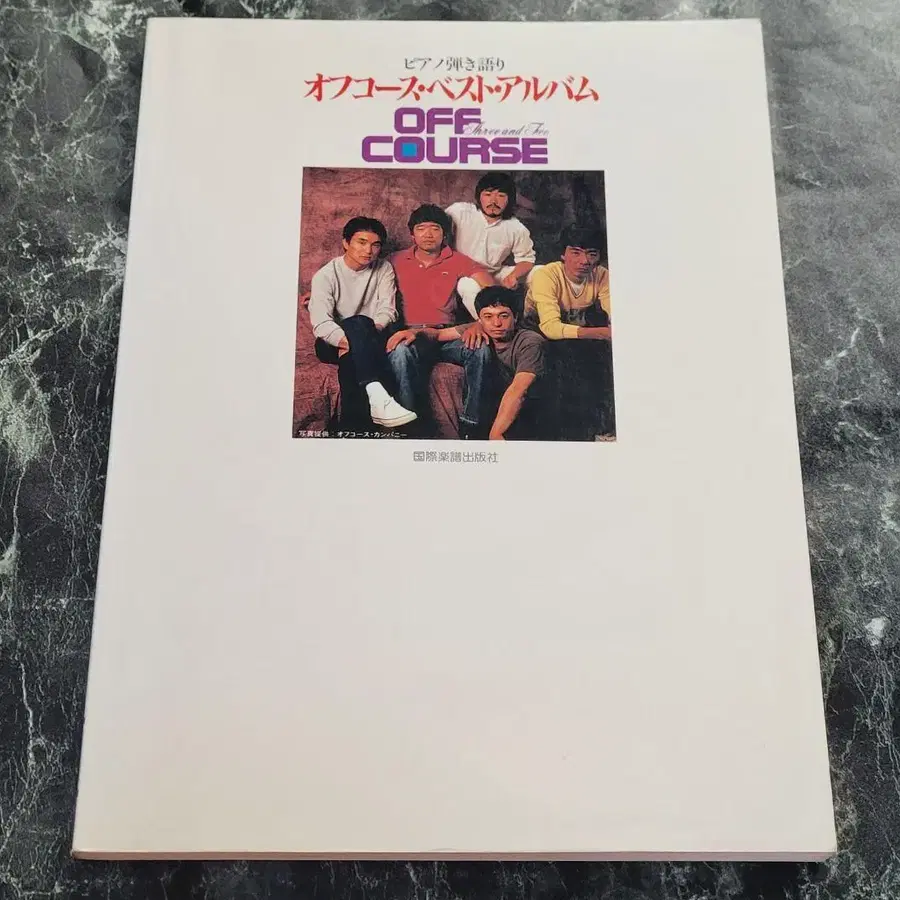 ピアノ弾き語り
オフコース・ベスト・アルバム
OFF Three and Two
COURSE
写真提供：オフコース・カンパニー
国際楽譜出版社